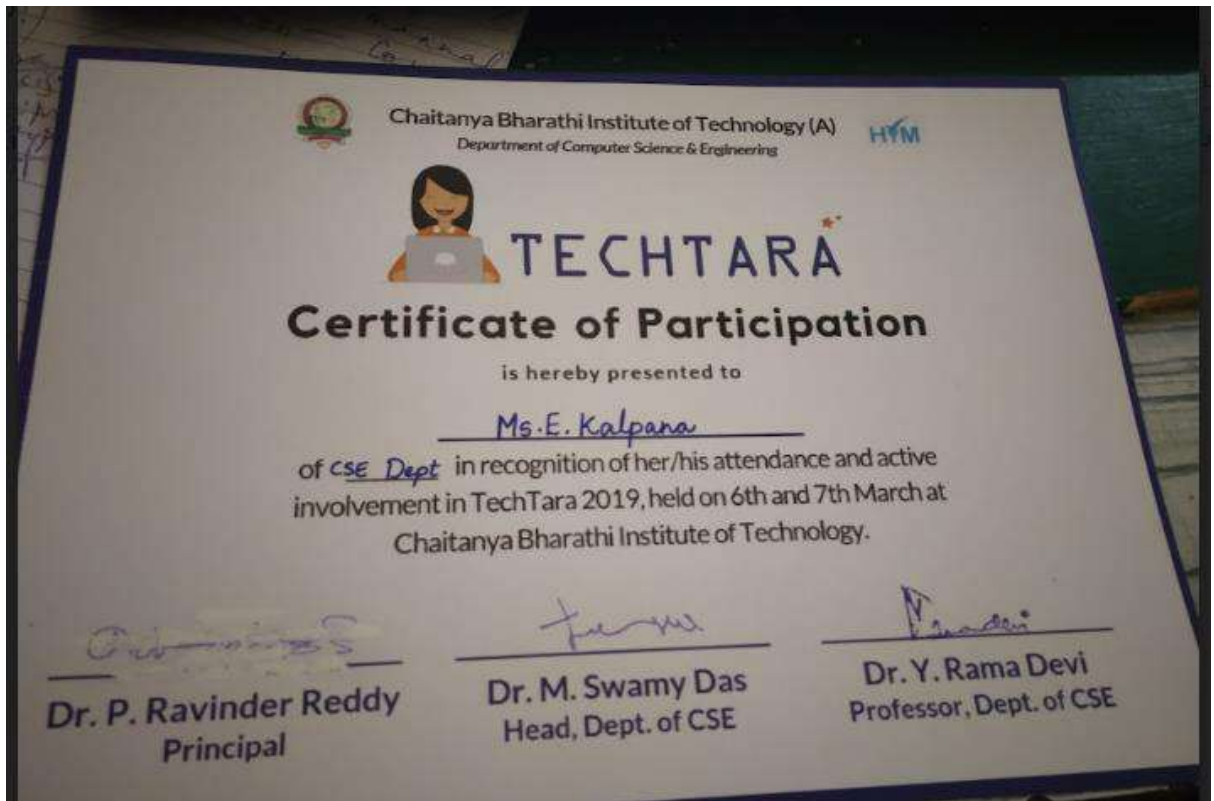 Chaitanya Bharathi Institute of Technology (A)
Department of Computer Science & Engineering
HYM
TECHTARA
Certificate of Participation
is hereby presented to
Ms. E. Kalpana
of CSE Dept in recognition of her/his attendance and active
involvement in TechTara 2019, held on 6th and 7th March at
Chaitanya Bharathi Institute of Technology.
Dr. P. Ravinder Reddy
Principal
Dr. M. Swamy Das
Head, Dept. of CSE
Dr. Y. Rama Devi
Professor, Dept. of CSE